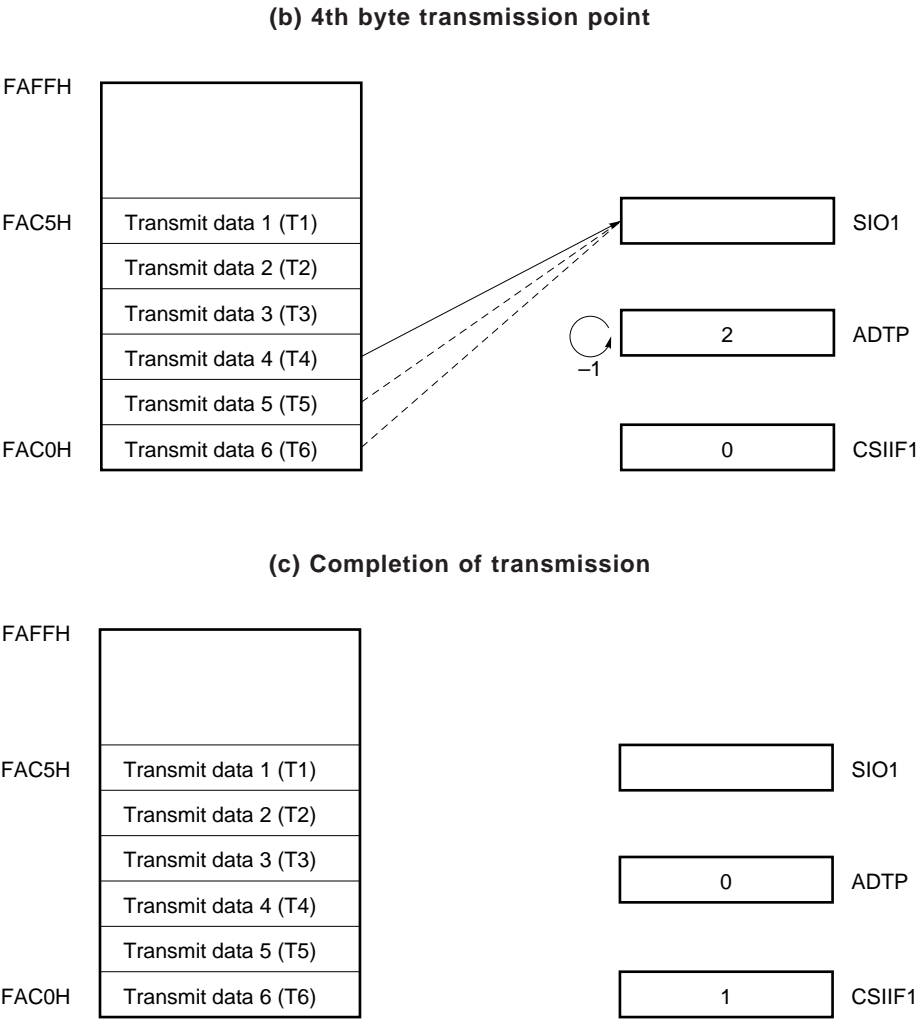 (b) 4th byte transmission point
FAFFH
FAC5H Transmit data 1 (T1) SIO1
Transmit data 2 (T2)
Transmit data 3 (T3)
Transmit data 4 (T4) 2 ADTP
–1
Transmit data 5 (T5)
FAC0H Transmit data 6 (T6) 0 CSIIF1
(c) Completion of transmission
FAFFH
FAC5H Transmit data 1 (T1) SIO1
Transmit data 2 (T2)
Transmit data 3 (T3)
0 ADTP
Transmit data 4 (T4)
Transmit data 5 (T5)
FAC0H Transmit data 6 (T6) 1 CSIIF1